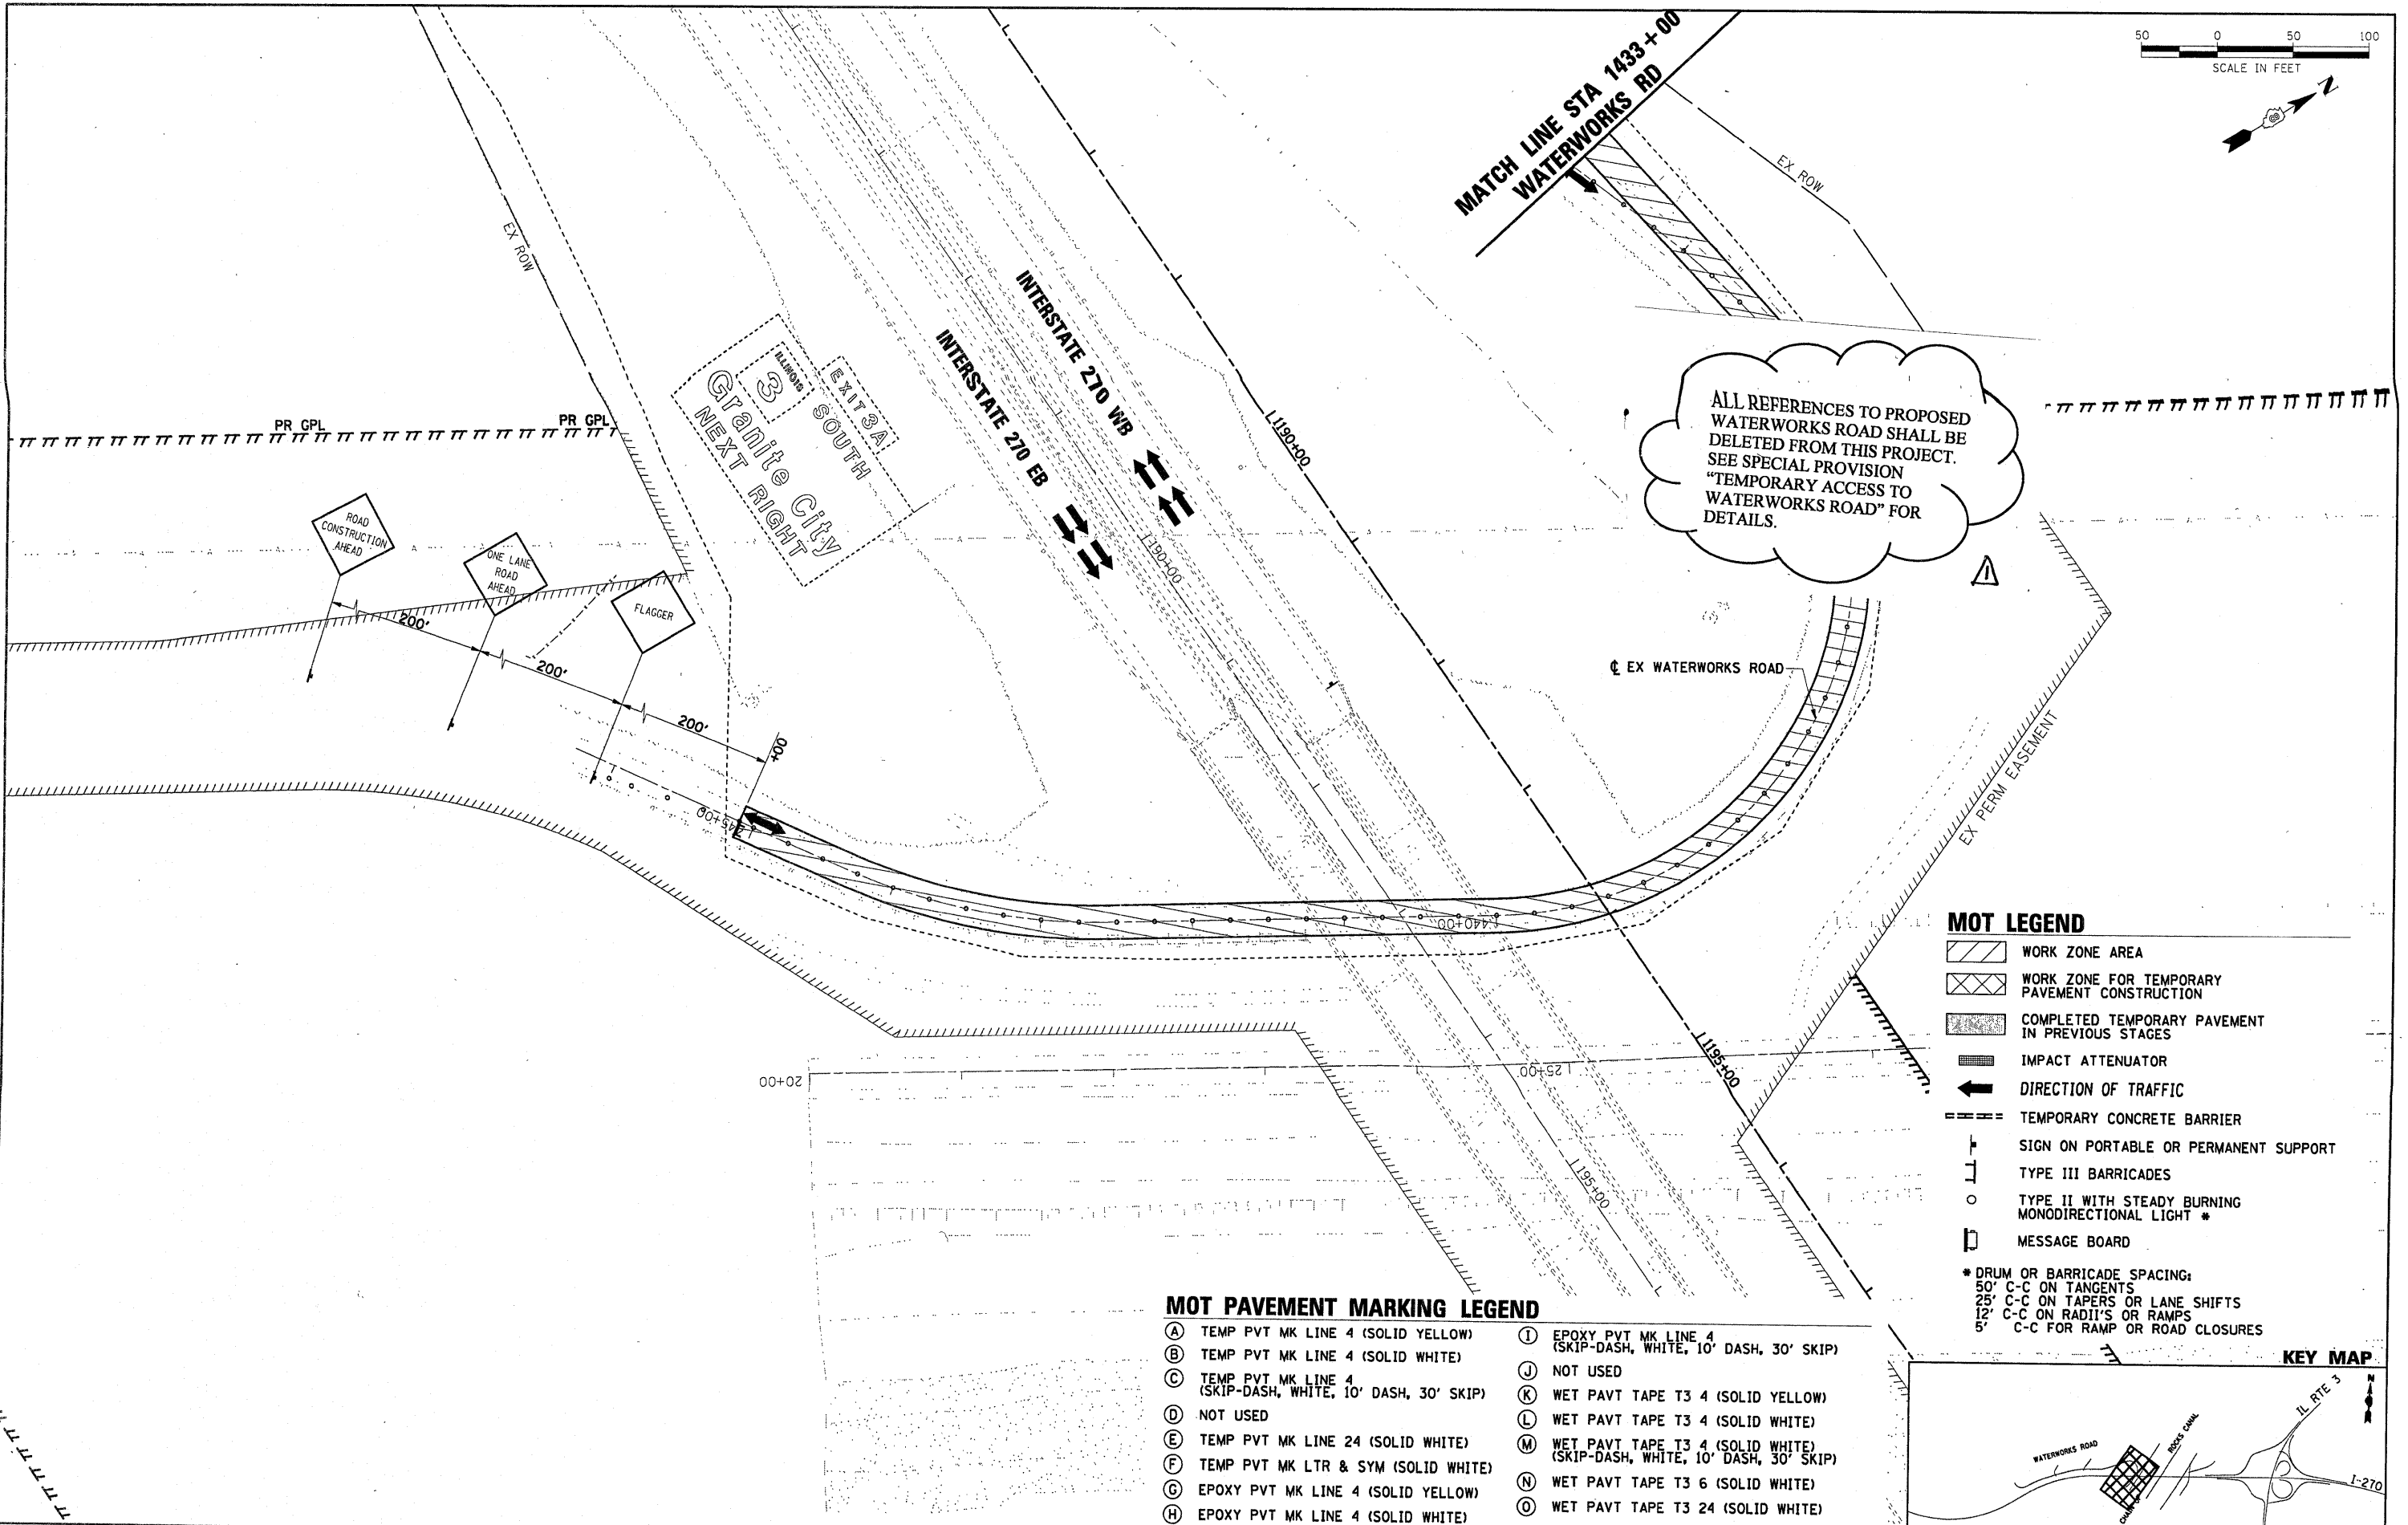 50 0 50 100
SCALE IN FEET
N
MATCH LINE STA 1433+00
WATERWORKS RD
EX ROW
EX ROW
INTERSTATE 270 WB
INTERSTATE 270 EB
L1190+00
L190+00
EXIT 3A
ILLINOIS
3
SOUTH
Granite City
NEXT RIGHT
PR GPL
PR GPL
ALL REFERENCES TO PROPOSED
WATERWORKS ROAD SHALL BE
DELETED FROM THIS PROJECT.
SEE SPECIAL PROVISION
“TEMPORARY ACCESS TO
WATERWORKS ROAD” FOR
DETAILS.
1
ROAD
CONSTRUCTION
AHEAD
ONE LANE
ROAD
AHEAD
FLAGGER
200'
200'
200'
+00
℄ EX WATERWORKS ROAD
EX PERM EASEMENT
1440+00
20+00
25+00
1195+00
195+00
MOT LEGEND
WORK ZONE AREA
WORK ZONE FOR TEMPORARY
PAVEMENT CONSTRUCTION
COMPLETED TEMPORARY PAVEMENT
IN PREVIOUS STAGES
IMPACT ATTENUATOR
DIRECTION OF TRAFFIC
TEMPORARY CONCRETE BARRIER
SIGN ON PORTABLE OR PERMANENT SUPPORT
TYPE III BARRICADES
TYPE II WITH STEADY BURNING
MONODIRECTIONAL LIGHT *
MESSAGE BOARD
* DRUM OR BARRICADE SPACING:
50' C-C ON TANGENTS
25' C-C ON TAPERS OR LANE SHIFTS
12' C-C ON RADII'S OR RAMPS
5' C-C FOR RAMP OR ROAD CLOSURES
MOT PAVEMENT MARKING LEGEND
A TEMP PVT MK LINE 4 (SOLID YELLOW)
B TEMP PVT MK LINE 4 (SOLID WHITE)
C TEMP PVT MK LINE 4
(SKIP-DASH, WHITE, 10' DASH, 30' SKIP)
D NOT USED
E TEMP PVT MK LINE 24 (SOLID WHITE)
F TEMP PVT MK LTR & SYM (SOLID WHITE)
G EPOXY PVT MK LINE 4 (SOLID YELLOW)
H EPOXY PVT MK LINE 4 (SOLID WHITE)
I EPOXY PVT MK LINE 4
(SKIP-DASH, WHITE, 10' DASH, 30' SKIP)
J NOT USED
K WET PAVT TAPE T3 4 (SOLID YELLOW)
L WET PAVT TAPE T3 4 (SOLID WHITE)
M WET PAVT TAPE T3 4 (SOLID WHITE)
(SKIP-DASH, WHITE, 10' DASH, 30' SKIP)
N WET PAVT TAPE T3 6 (SOLID WHITE)
O WET PAVT TAPE T3 24 (SOLID WHITE)
KEY MAP
N
IL RTE 3
WATERWORKS ROAD
ROCKS CANAL
I-270